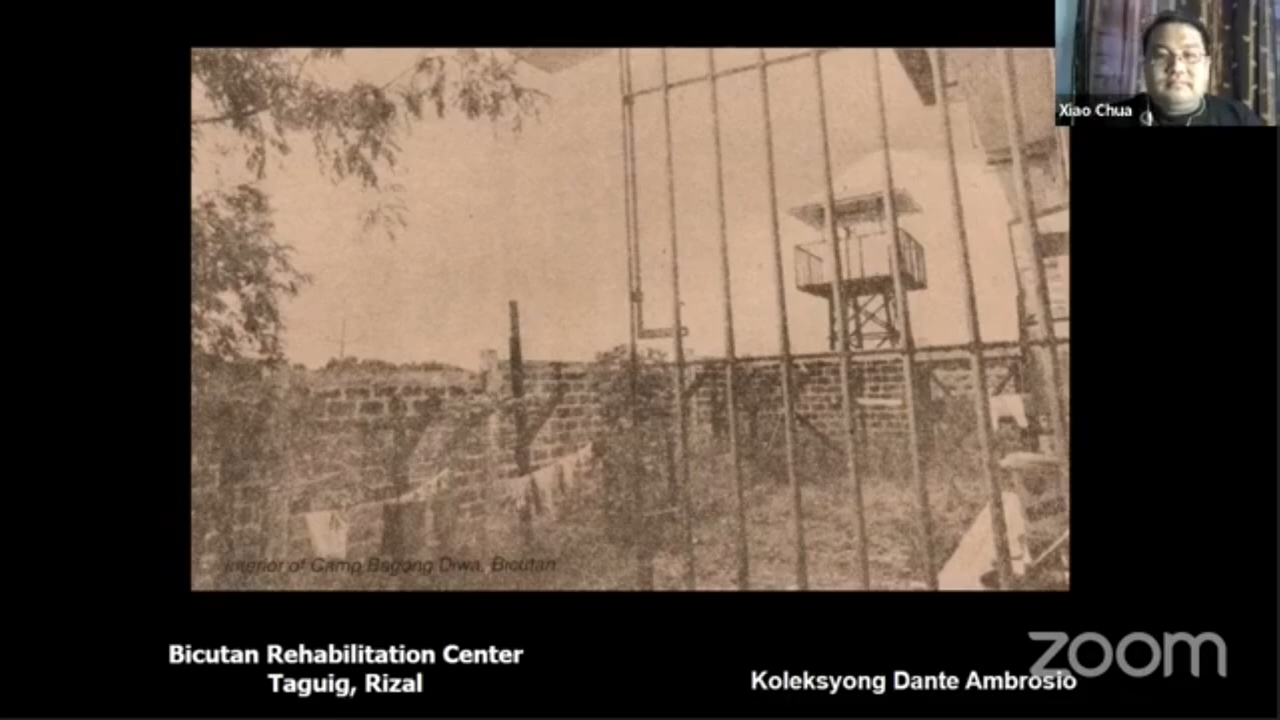 Xiao Chua
Interior of Camp Bagong Diwa, Bicutan
Bicutan Rehabilitation Center
Taguig, Rizal
Koleksyong Dante Ambrosio
zoom